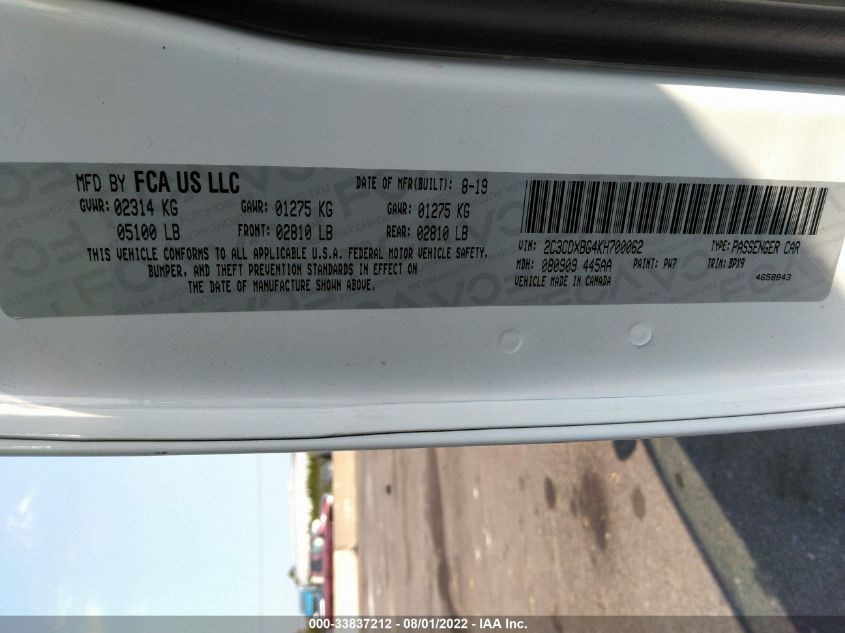 MFD BY FCA US LLC DATE OF MFR(BUILT): 8-19
GVWR: 02314 KG GAWR: 01275 KG GAWR: 01275 KG
05100 LB FRONT: 02810 LB REAR: 02810 LB
THIS VEHICLE CONFORMS TO ALL APPLICABLE U.S.A. FEDERAL MOTOR VEHICLE SAFETY,
BUMPER, AND THEFT PREVENTION STANDARDS IN EFFECT ON
THE DATE OF MANUFACTURE SHOWN ABOVE.
VIN: 2C3CDXBG4KH700062 TYPE: PASSENGER CAR
MDH: 080909 445AA PAINT: PW7 TRIM: BPX9
VEHICLE MADE IN CANADA 4658843
000-33837212 - 08/01/2022 - IAA Inc.